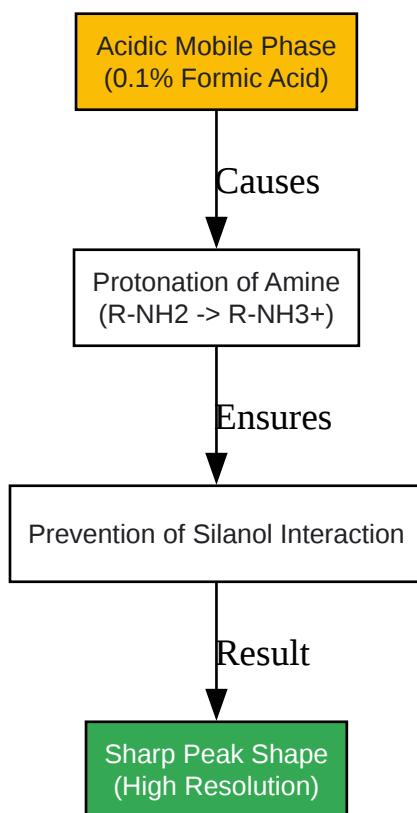 Acidic Mobile Phase
(0.1% Formic Acid)
Causes
Protonation of Amine
(R-NH2 -> R-NH3+)
Ensures
Prevention of Silanol Interaction
Result
Sharp Peak Shape
(High Resolution)